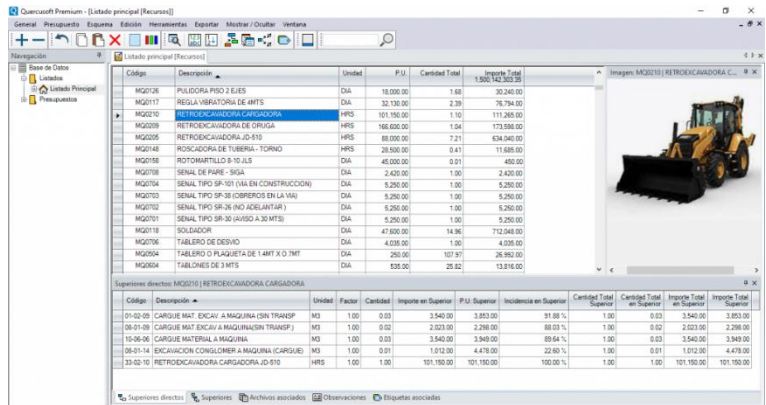 Quercusoft Premium - [Listado principal [Recursos]]
General Presupuesto Esquema Edición Herramientas Exportar Mostrar / Ocultar Ventana
Navegación
Listado principal [Recursos]
Base de Datos
Listados
Listado Principal
Presupuestos
Código Descripción Unidad P.U. Cantidad Total Importe Total
1,500,142,303.35
MQ0126 PULIDORA PISO 2 EJES DIA 18,000.00 1.68 30,240.00
MQ0117 REGLA VIBRATORIA DE 4MTS DIA 32,130.00 2.39 76,794.00
MQ0210 RETROEXCAVADORA CARGADORA HRS 101,150.00 1.10 111,265.00
MQ0209 RETROEXCAVADORA DE ORUGA HRS 166,600.00 1.04 173,598.00
MQ0205 RETROEXCAVADORA JD-510 HRS 88,000.00 7.21 634,040.00
MQ0148 ROSCADORA DE TUBERIA - TORNO HRS 28,500.00 0.41 11,685.00
MQ0158 ROTOMARTILLO 8-10 JLS DIA 45,000.00 0.01 450.00
MQ0708 SENAL DE PARE - SIGA DIA 2,420.00 1.00 2,420.00
MQ0704 SENAL TIPO SP-101 (VIA EN CONSTRUCCION) DIA 5,250.00 1.00 5,250.00
MQ0703 SENAL TIPO SP-38 (OBREROS EN LA VIA) DIA 5,250.00 1.00 5,250.00
MQ0702 SENAL TIPO SR-26 (NO ADELANTAR ) DIA 5,250.00 1.00 5,250.00
MQ0701 SENAL TIPO SR-30 (AVISO A 30 MTS) DIA 5,250.00 1.00 5,250.00
MQ0118 SOLDADOR DIA 47,600.00 14.96 712,048.00
MQ0706 TABLERO DE DESVIO DIA 4,035.00 1.00 4,035.00
MQ0504 TABLERO O PLAQUETA DE 1.4MT X O.7MT DIA 250.00 107.97 26,992.00
MQ0604 TABLONES DE 3 MTS DIA 535.00 25.82 13,816.00
Imagen: MQ0210 | RETROEXCAVADORA C...
Superiores directos: MQ0210 | RETROEXCAVADORA CARGADORA
Código Descripción Unidad Factor Cantidad Importe en Superior P.U. Superior Incidencia en Superior Cantidad Total Superior Cantidad Total en Superior Importe Total en Superior Importe Total Superior
01-02-09 CARGUE MAT. EXCAV. A MAQUINA (SIN TRANSP M3 1.00 0.03 3,540.00 3,853.00 91.88 % 1.00 0.03 3,540.00 3,853.00
08-01-09 CARGUE MAT.EXCAV A MAQUINA(SIN TRANSP.) M3 1.00 0.02 2,023.00 2,298.00 88.03 % 1.00 0.02 2,023.00 2,298.00
10-06-06 CARGUE MATERIAL A MAQUINA M3 1.00 0.03 3,540.00 3,949.00 89.64 % 1.00 0.03 3,540.00 3,949.00
08-01-14 EXCAVACION CONGLOMER A MAQUINA (CARGUE) M3 1.00 0.01 1,012.00 4,478.00 22.60 % 1.00 0.01 1,012.00 4,478.00
33-02-10 RETROEXCAVADORA CARGADORA JD-510 HRS 1.00 1.00 101,150.00 101,150.00 100.00 % 1.00 1.00 101,150.00 101,150.00
Superiores directos Superiores Archivos asociados Observaciones Etiquetas asociadas